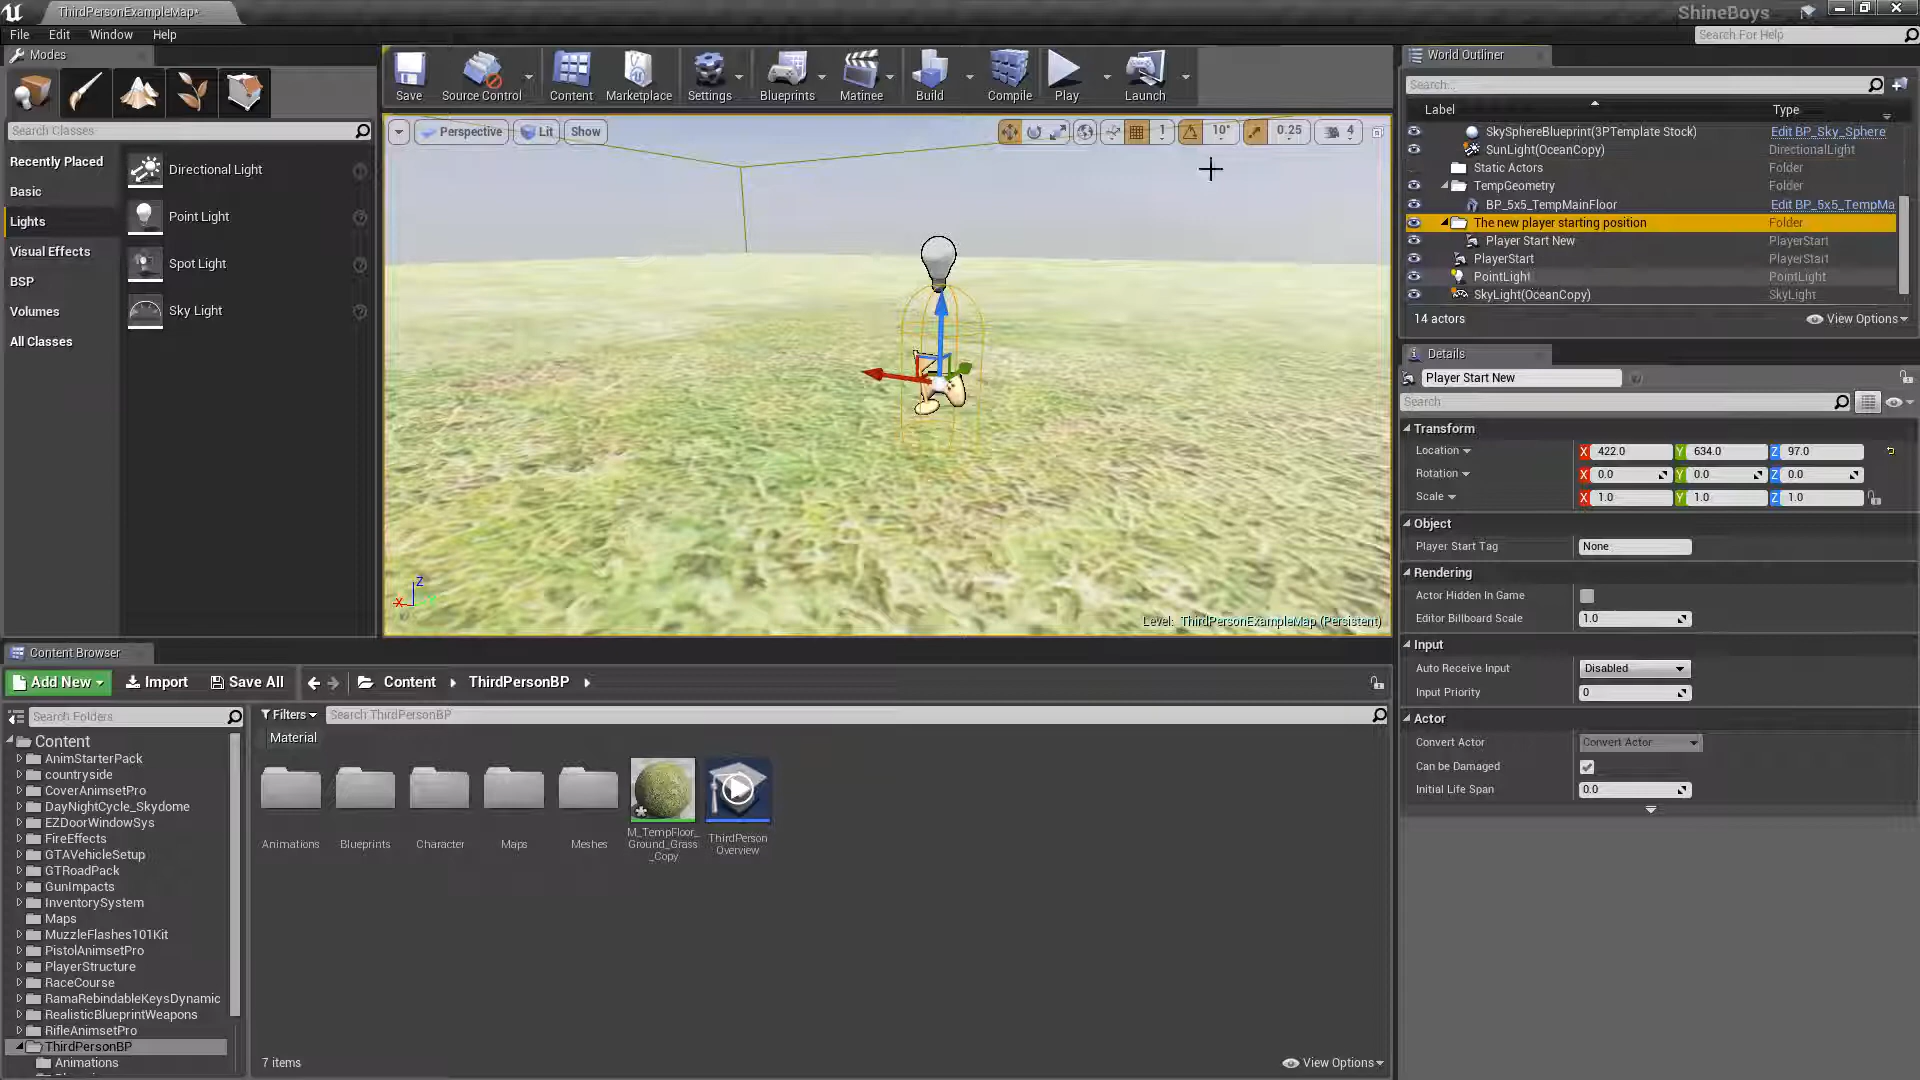 ThirdPersonExampleMap*
ShineBoys
File Edit Window Help
Search For Help
Modes
Search Classes
Recently Placed
Basic
Lights
Visual Effects
BSP
Volumes
All Classes
Directional Light
Point Light
Spot Light
Sky Light
Save
Source Control
Content
Marketplace
Settings
Blueprints
Matinee
Build
Compile
Play
Launch
Perspective Lit Show
1 10° 0.25 4
Z
X
Level: ThirdPersonExampleMap (Persistent)
World Outliner
Search...
Label Type
SkySphereBlueprint(3PTemplate Stock) Edit BP_Sky_Sphere
SunLight(OceanCopy) DirectionalLight
Static Actors Folder
TempGeometry Folder
BP_5x5_TempMainFloor Edit BP_5x5_TempMa
The new player starting position Folder
Player Start New PlayerStart
PlayerStart PlayerStart
PointLight PointLight
SkyLight(OceanCopy) SkyLight
14 actors View Options
Details
Player Start New
Search
Transform
Location X 422.0 Y 634.0 Z 97.0
Rotation X 0.0 Y 0.0 Z 0.0
Scale X 1.0 Y 1.0 Z 1.0
Object
Player Start Tag None
Rendering
Actor Hidden In Game
Editor Billboard Scale 1.0
Input
Auto Receive Input Disabled
Input Priority 0
Actor
Convert Actor Convert Actor
Can be Damaged
Initial Life Span 0.0
Content Browser
Add New Import Save All Content ThirdPersonBP
Search Folders
Filters Search ThirdPersonBP
Material
Content
AnimStarterPack
countryside
CoverAnimsetPro
DayNightCycle_Skydome
EZDoorWindowSys
FireEffects
GTAVehicleSetup
GTRoadPack
GunImpacts
InventorySystem
Maps
MuzzleFlashes101Kit
PistolAnimsetPro
PlayerStructure
RaceCourse
RamaRebindableKeysDynamic
RealisticBlueprintWeapons
RifleAnimsetPro
ThirdPersonBP
Animations
Animations
Blueprints
Character
Maps
Meshes
M_TempFloor_
Ground_Grass
_Copy
ThirdPerson
Overview
7 items View Options